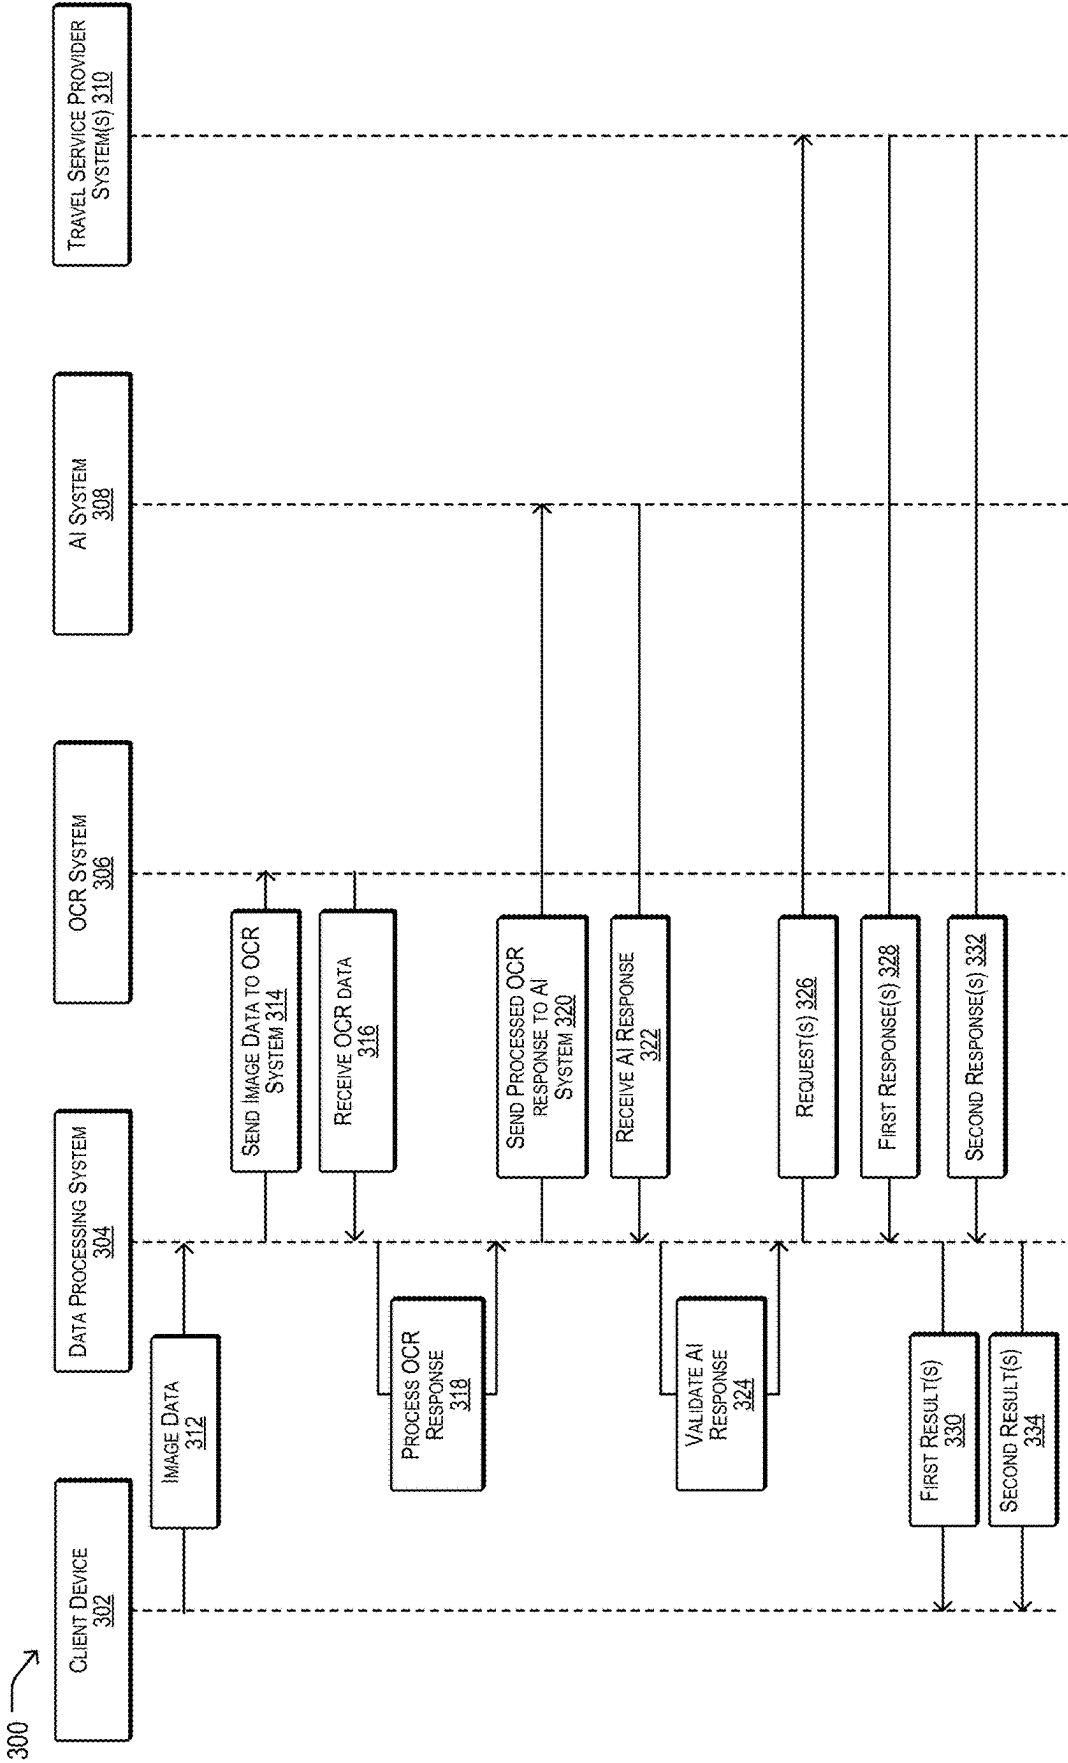 300
CLIENT DEVICE
302
DATA PROCESSING SYSTEM
304
OCR SYSTEM
306
AI SYSTEM
308
TRAVEL SERVICE PROVIDER
SYSTEM(S) 310
IMAGE DATA
312
SEND IMAGE DATA TO OCR
SYSTEM 314
RECEIVE OCR DATA
316
PROCESS OCR
RESPONSE
318
SEND PROCESSED OCR
RESPONSE TO AI
SYSTEM 320
RECEIVE AI RESPONSE
322
VALIDATE AI
RESPONSE
324
REQUEST(S) 326
FIRST RESPONSE(S) 328
FIRST RESULT(S)
330
SECOND RESPONSE(S) 332
SECOND RESULT(S)
334